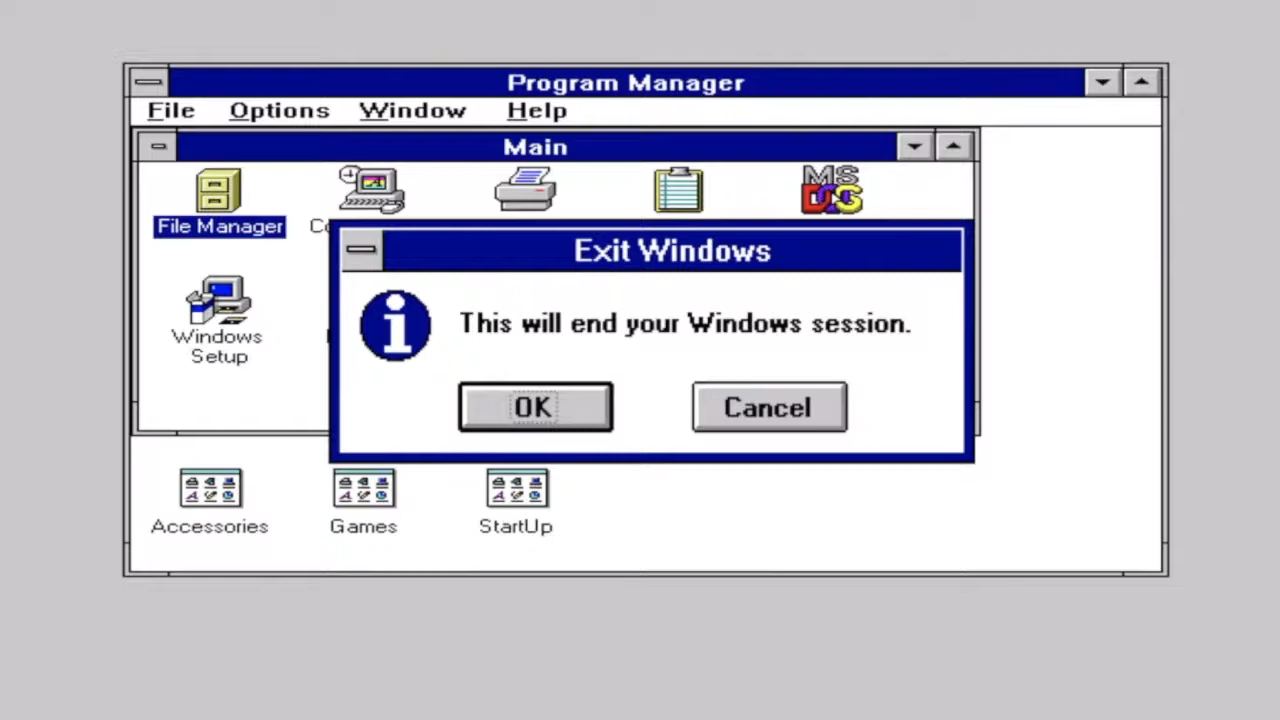 Program Manager
File Options Window Help
Main
MS
DOS
File Manager
Exit Windows
This will end your Windows session.
Windows
Setup
OK Cancel
Accessories Games StartUp